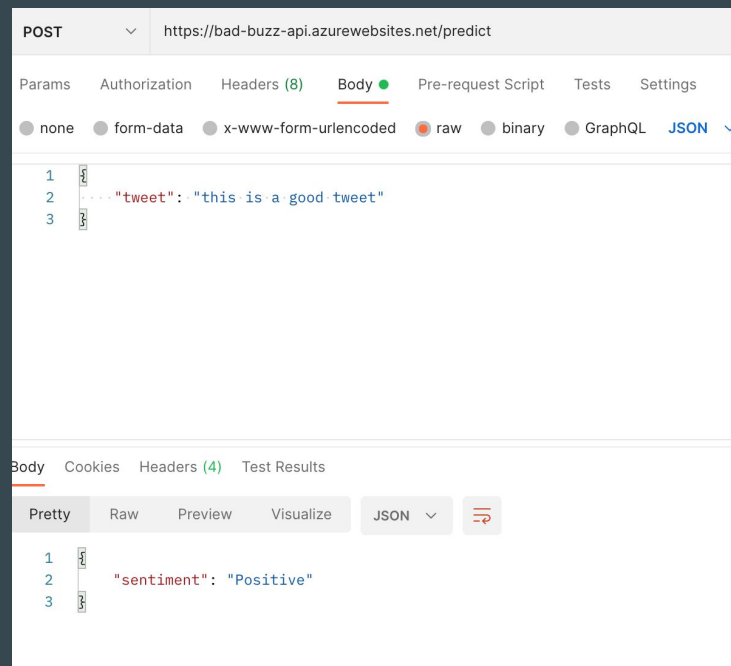 POST https://bad-buzz-api.azurewebsites.net/predict
Params Authorization Headers (8) Body Pre-request Script Tests Settings
none form-data x-www-form-urlencoded raw binary GraphQL JSON
1 {
2 "tweet": "this is a good tweet"
3 }
Body Cookies Headers (4) Test Results
Pretty Raw Preview Visualize JSON
1 {
2 "sentiment": "Positive"
3 }